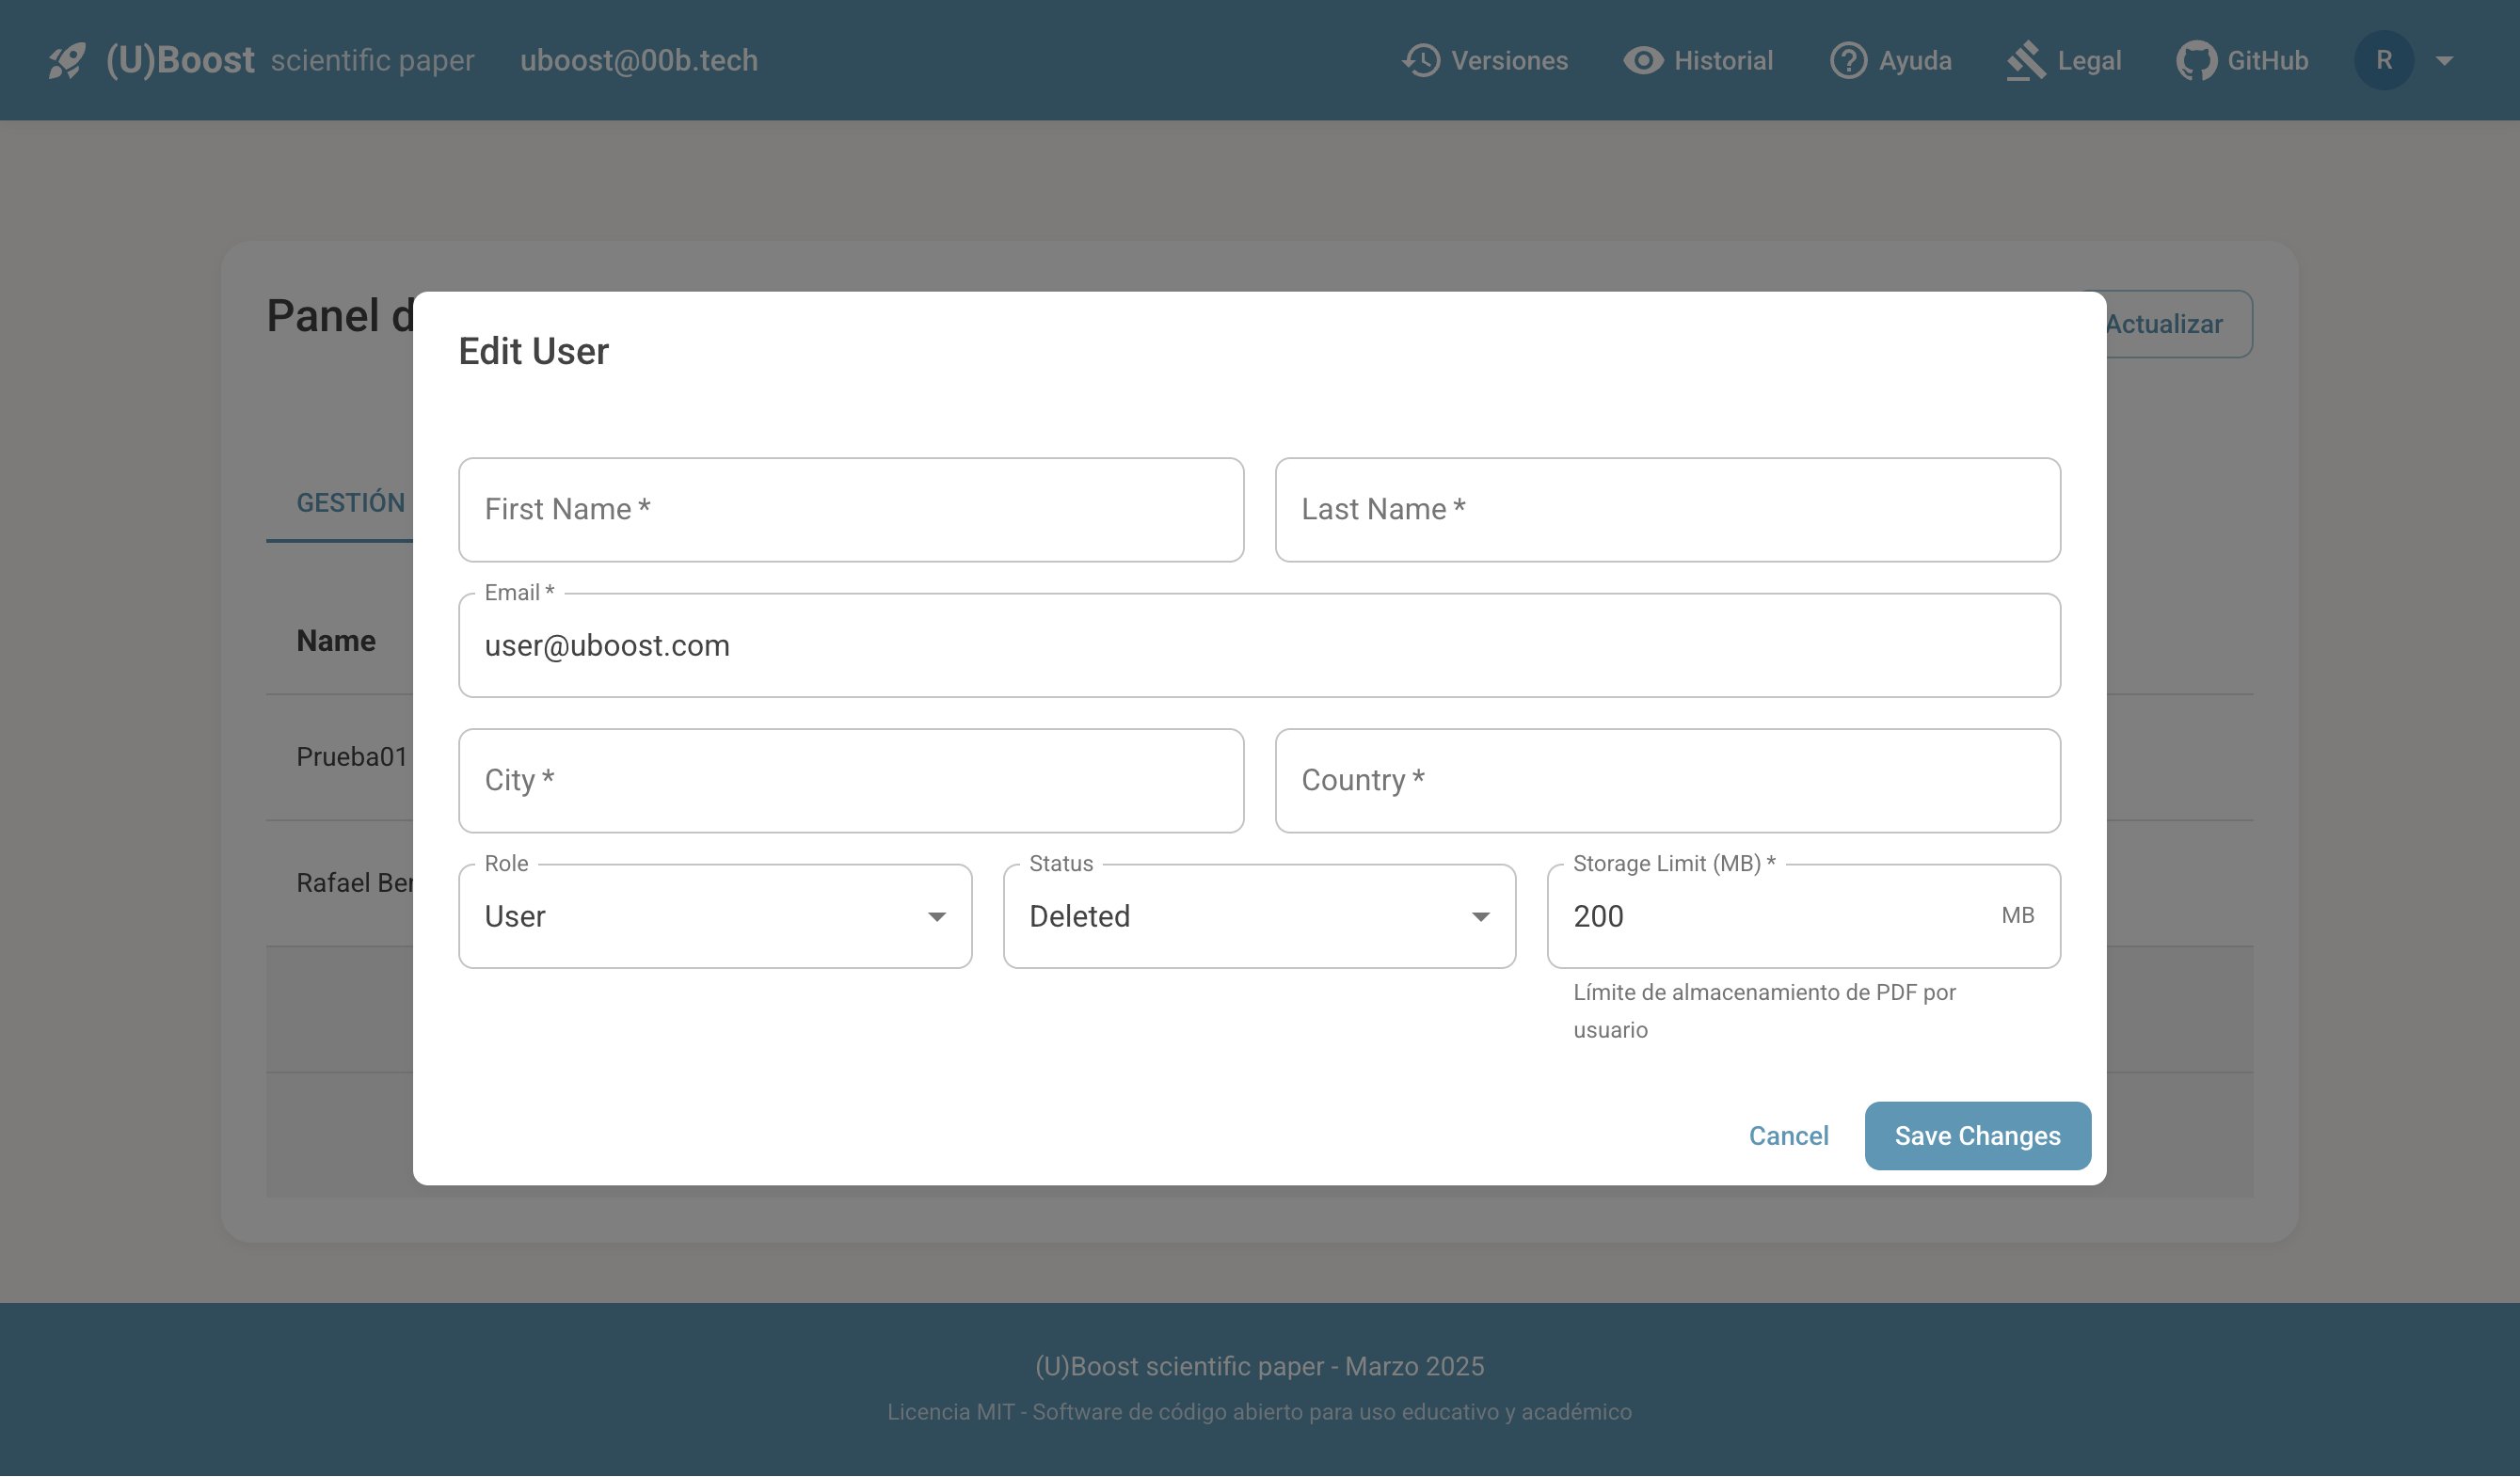 (U)Boost scientific paper uboost@00b.tech Versiones Historial Ayuda Legal GitHub R
Panel
Actualizar
Edit User
First Name *
Last Name *
GESTIÓN
Email *
user@uboost.com
Name
Prueba01
City *
Country *
Rafael
Role
User
Status
Deleted
Storage Limit (MB) *
200 MB
Límite de almacenamiento de PDF por
usuario
Cancel
Save Changes
(U)Boost scientific paper - Marzo 2025
Licencia MIT - Software de código abierto para uso educativo y académico